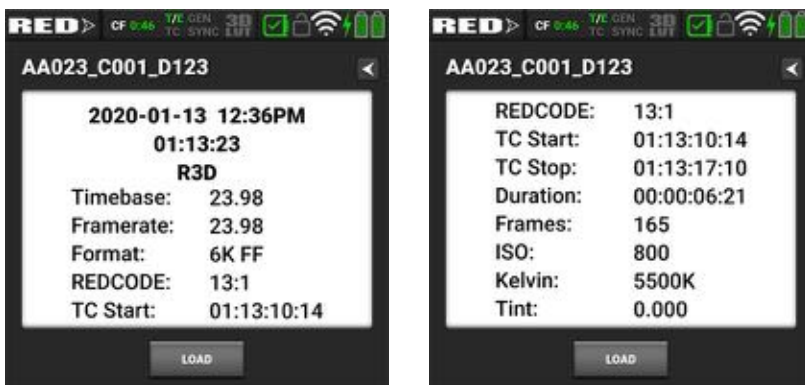 RED CF 0:46 T/E TC GEN SYNC 3D LUT
AA023_C001_D123
2020-01-13 12:36PM
01:13:23
R3D
Timebase: 23.98
Framerate: 23.98
Format: 6K FF
REDCODE: 13:1
TC Start: 01:13:10:14
LOAD
RED CF 0:46 T/E TC GEN SYNC 3D LUT
AA023_C001_D123
REDCODE: 13:1
TC Start: 01:13:10:14
TC Stop: 01:13:17:10
Duration: 00:00:06:21
Frames: 165
ISO: 800
Kelvin: 5500K
Tint: 0.000
LOAD